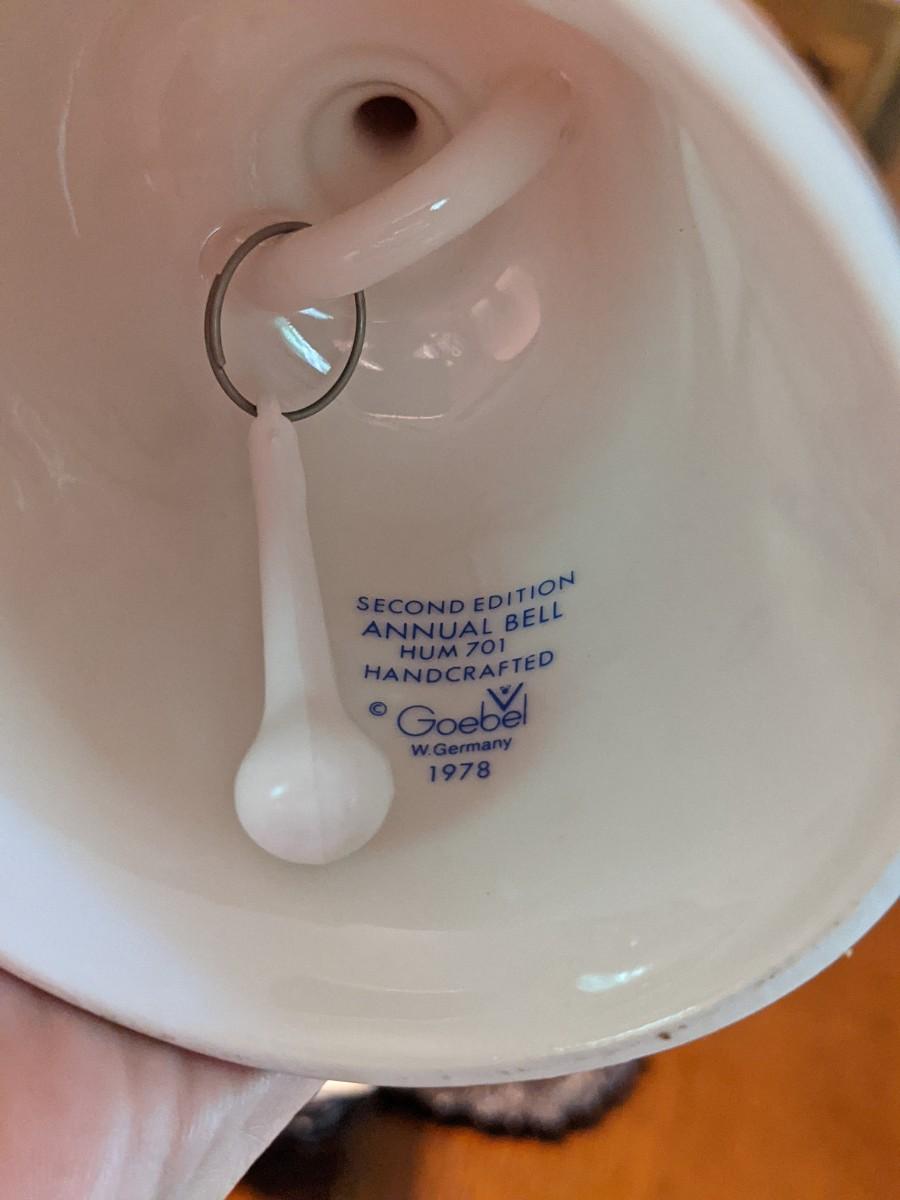 SECOND EDITION
ANNUAL BELL
HUM 701
HANDCRAFTED
© Goebel
W. Germany
1978